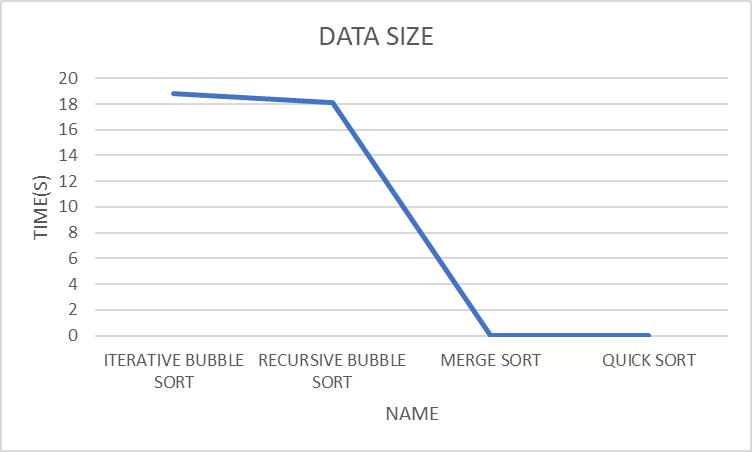 DATA SIZE
TIME(S)
20
18
16
14
12
10
8
6
4
2
0
ITERATIVE BUBBLE SORT
RECURSIVE BUBBLE SORT
MERGE SORT
QUICK SORT
NAME